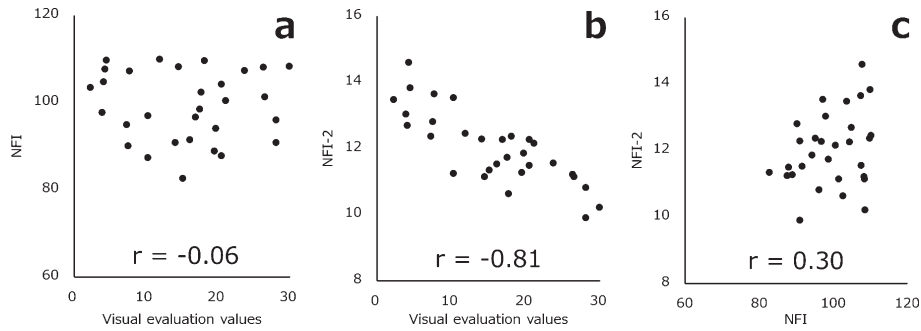 a
120
100
80
60
NFI
r = -0.06
0 10 20 30
Visual evaluation values
b
16
14
12
10
8
NFI-2
r = -0.81
0 10 20 30
Visual evaluation values
c
16
14
12
10
8
NFI-2
r = 0.30
60 80 100 120
NFI